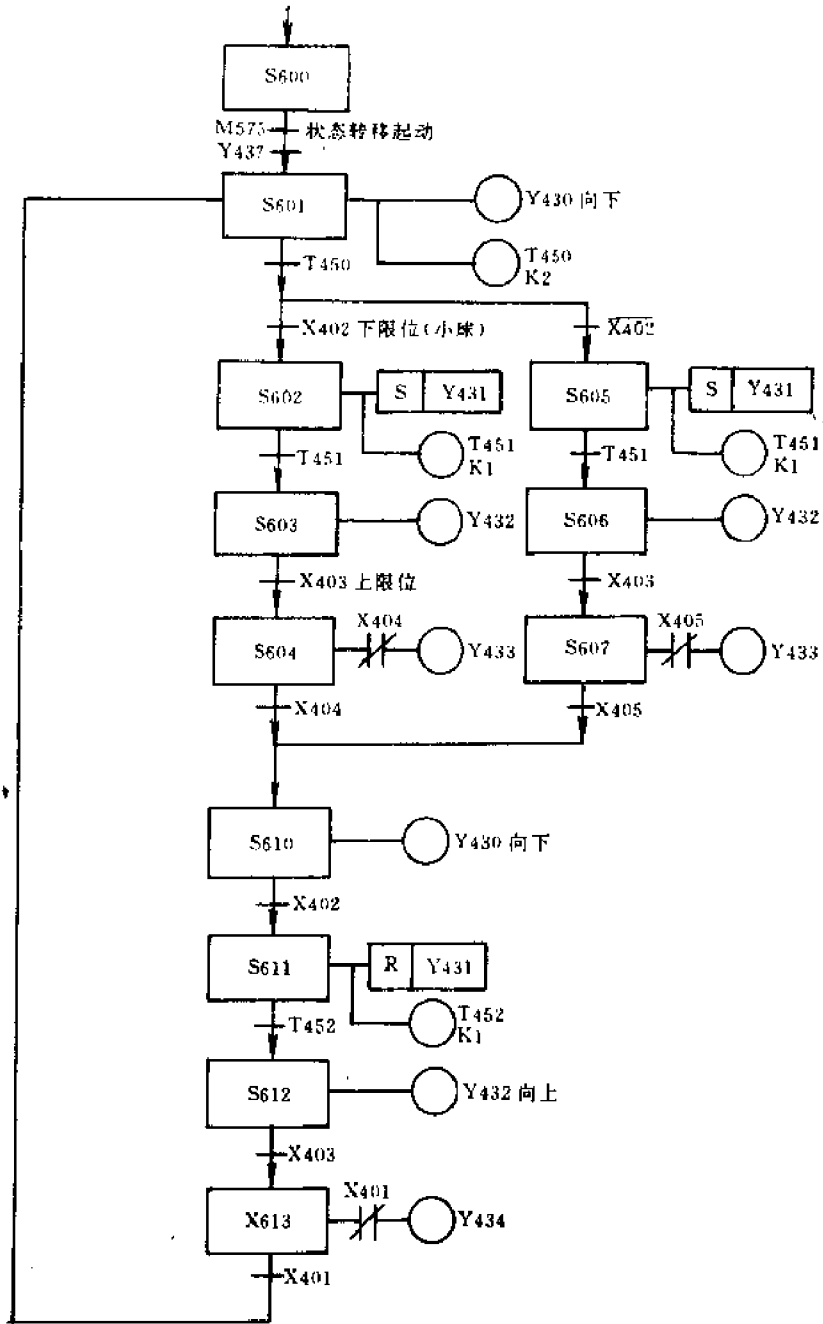 S600
M575 状态转移起动
Y437
S601
Y430 向下
T450
K2
T450
X402 下限位(小球)
X402
S602
S Y431
S605
S Y431
T451
K1
T451
K1
T451
T451
S603
Y432
S606
Y432
X403 上限位
X403
S604
X404
Y433
S607
X405
Y433
X404
X405
S610
Y430 向下
X402
S611
R Y431
T452
K1
T452
S612
Y432 向上
X403
X613
X401
Y434
X401